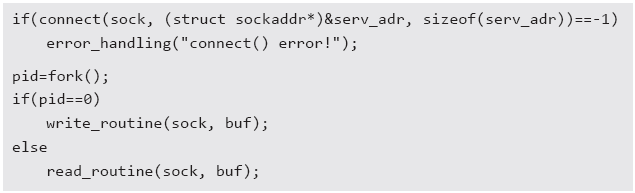 if(connect(sock, (struct sockaddr*)&serv_adr, sizeof(serv_adr))==-1)
    error_handling("connect() error!");
pid=fork();
if(pid==0)
    write_routine(sock, buf);
else
    read_routine(sock, buf);